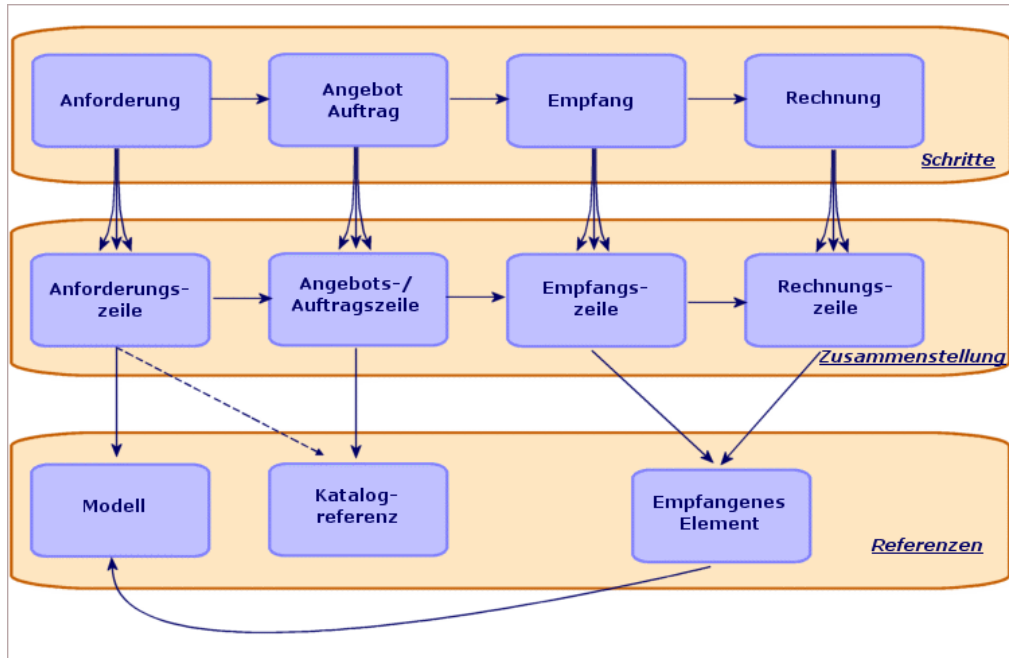 Anforderung
Angebot
Auftrag
Empfang
Rechnung
Schritte
Anforderungs-
zeile
Angebots-/
Auftragszeile
Empfangs-
zeile
Rechnungs-
zeile
Zusammenstellung
Modell
Katalog-
referenz
Empfangenes
Element
Referenzen